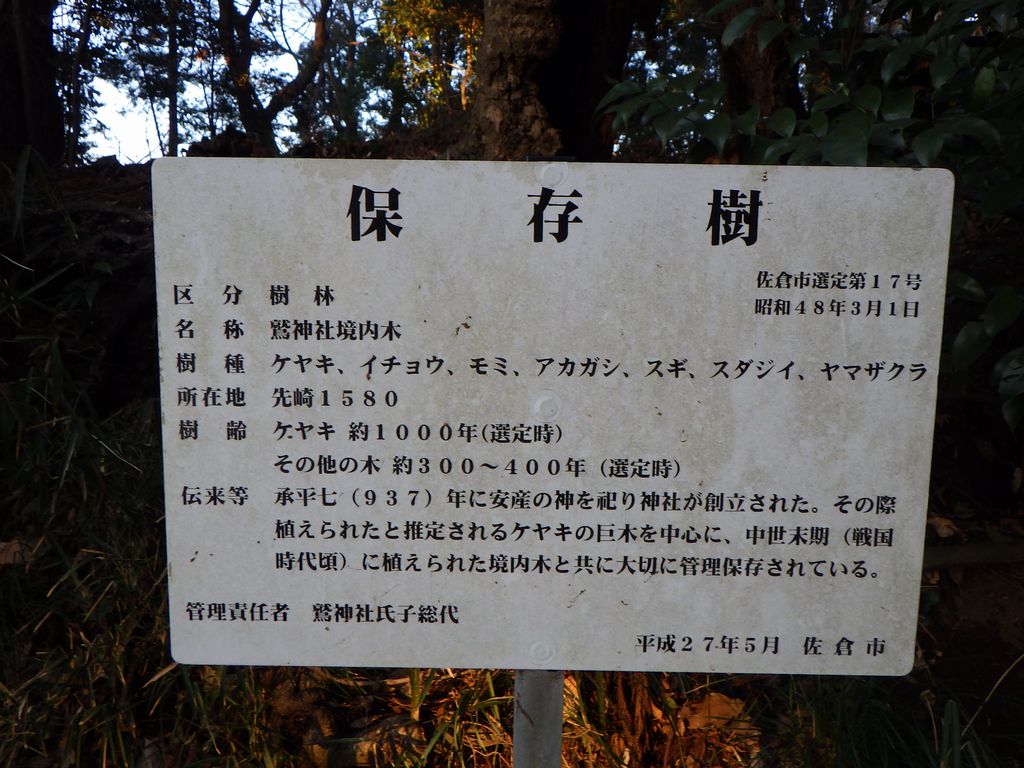 保存樹
佐倉市選定第１７号
昭和４８年３月１日
区分 樹林
名称 鷲神社境内木
樹種 ケヤキ、イチョウ、モミ、アカガシ、スギ、スダジイ、ヤマザクラ
所在地 先崎１５８０
樹齢 ケヤキ 約１０００年(選定時)
その他の木 約３００～４００年（選定時）
伝来等 承平七（９３７）年に安産の神を祀り神社が創立された。その際
植えられたと推定されるケヤキの巨木を中心に、中世末期（戦国
時代頃）に植えられた境内木と共に大切に管理保存されている。
管理責任者 鷲神社氏子総代
平成２７年５月 佐倉市